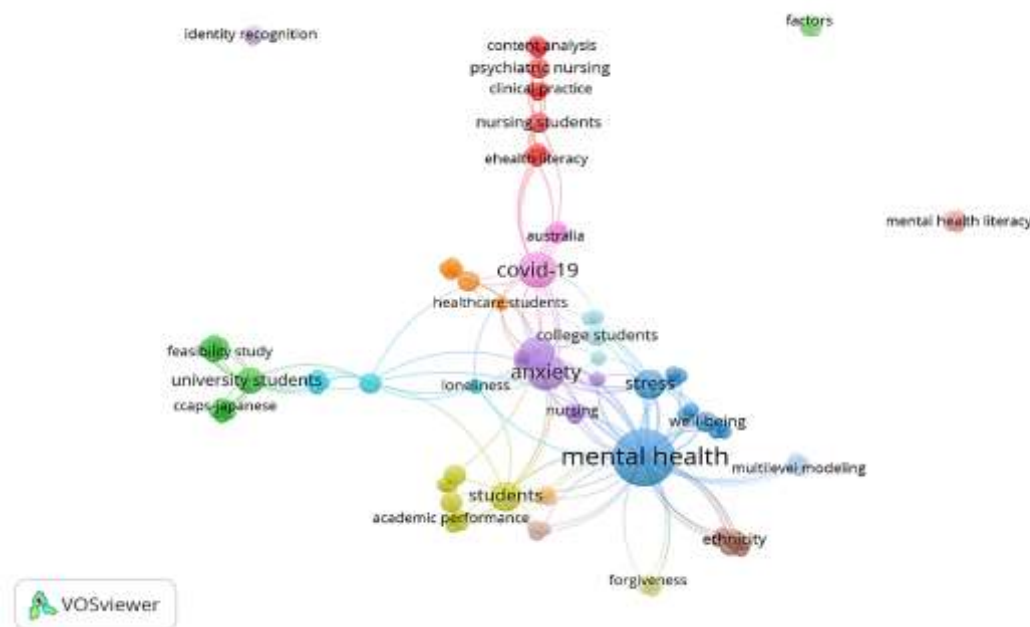 factors
identity recognition
content analysis
psychiatric nursing
clinical practice
nursing students
ehealth literacy
mental health literacy
australia
covid-19
healthcare students
college students
feasibility study
anxiety
university students
loneliness
stress
ccaps-japanese
nursing
well-being
mental health
multilevel modeling
students
academic performance
ethnicity
forgiveness
VOSviewer